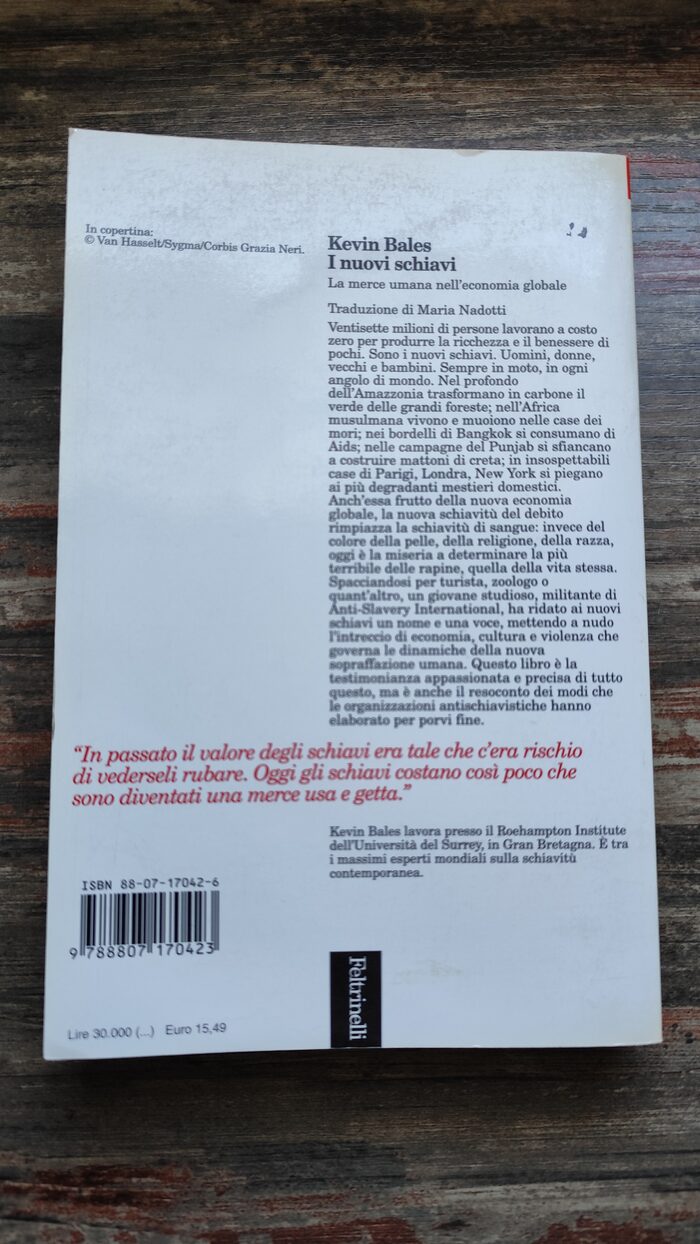 In copertina:
© Van Hasselt/Sygma/Corbis Grazia Neri.
Kevin Bales
I nuovi schiavi
La merce umana nell'economia globale
Traduzione di Maria Nadotti
Ventisette milioni di persone lavorano a costo
zero per produrre la ricchezza e il benessere di
pochi. Sono i nuovi schiavi. Uomini, donne,
vecchi e bambini. Sempre in moto, in ogni
angolo di mondo. Nel profondo
dell'Amazzonia trasformano in carbone il
verde delle grandi foreste; nell'Africa
musulmana vivono e muoiono nelle case dei
mori; nei bordelli di Bangkok si consumano di
Aids; nelle campagne del Punjab si sfiancano
a costruire mattoni di creta; in insospettabili
case di Parigi, Londra, New York si piegano
ai più degradanti mestieri domestici.
Anch'essa frutto della nuova economia
globale, la nuova schiavitù del debito
rimpiazza la schiavitù di sangue: invece del
colore della pelle, della religione, della razza,
oggi è la miseria a determinare la più
terribile delle rapine, quella della vita stessa.
Spacciandosi per turista, zoologo o
quant'altro, un giovane studioso, militante di
Anti-Slavery International, ha ridato ai nuovi
schiavi un nome e una voce, mettendo a nudo
l'intreccio di economia, cultura e violenza che
governa le dinamiche della nuova
sopraffazione umana. Questo libro è la
testimonianza appassionata e precisa di tutto
questo, ma è anche il resoconto dei modi che
le organizzazioni antischiavistiche hanno
elaborato per porvi fine.
"In passato il valore degli schiavi era tale che c'era rischio
di vederseli rubare. Oggi gli schiavi costano così poco che
sono diventati una merce usa e getta."
Kevin Bales lavora presso il Roehampton Institute
dell'Università del Surrey, in Gran Bretagna. È tra
i massimi esperti mondiali sulla schiavitù
contemporanea.
ISBN 88-07-17042-6
9 788807 170423
Feltrinelli
Lire 30.000 (...) Euro 15,49